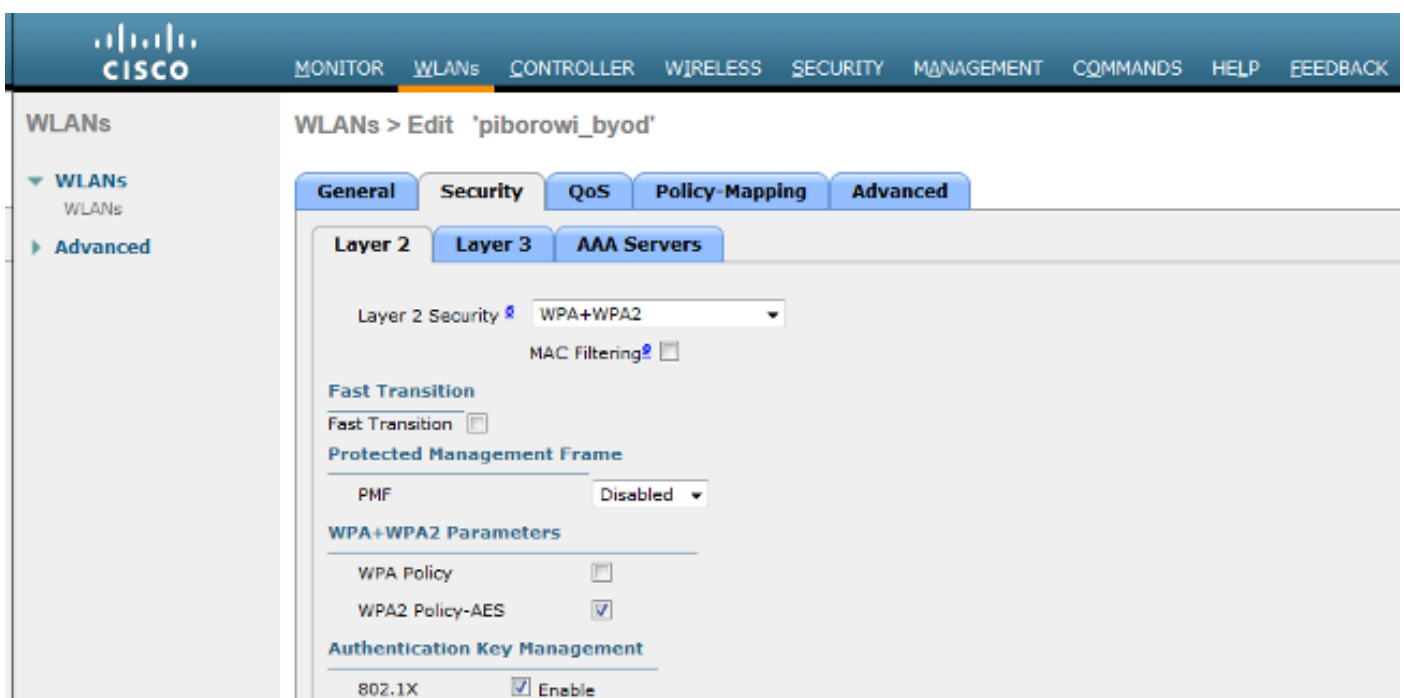 CISCO
MONITOR WLANs CONTROLLER WIRELESS SECURITY MANAGEMENT COMMANDS HELP FEEDBACK
WLANs
WLANs > Edit 'piborowi_byod'
WLANs
WLANs
Advanced
General Security QoS Policy-Mapping Advanced
Layer 2 Layer 3 AAA Servers
Layer 2 Security 6 WPA+WPA2
MAC Filtering 9
Fast Transition
Fast Transition
Protected Management Frame
PMF Disabled
WPA+WPA2 Parameters
WPA Policy
WPA2 Policy-AES
Authentication Key Management
802.1X Enable